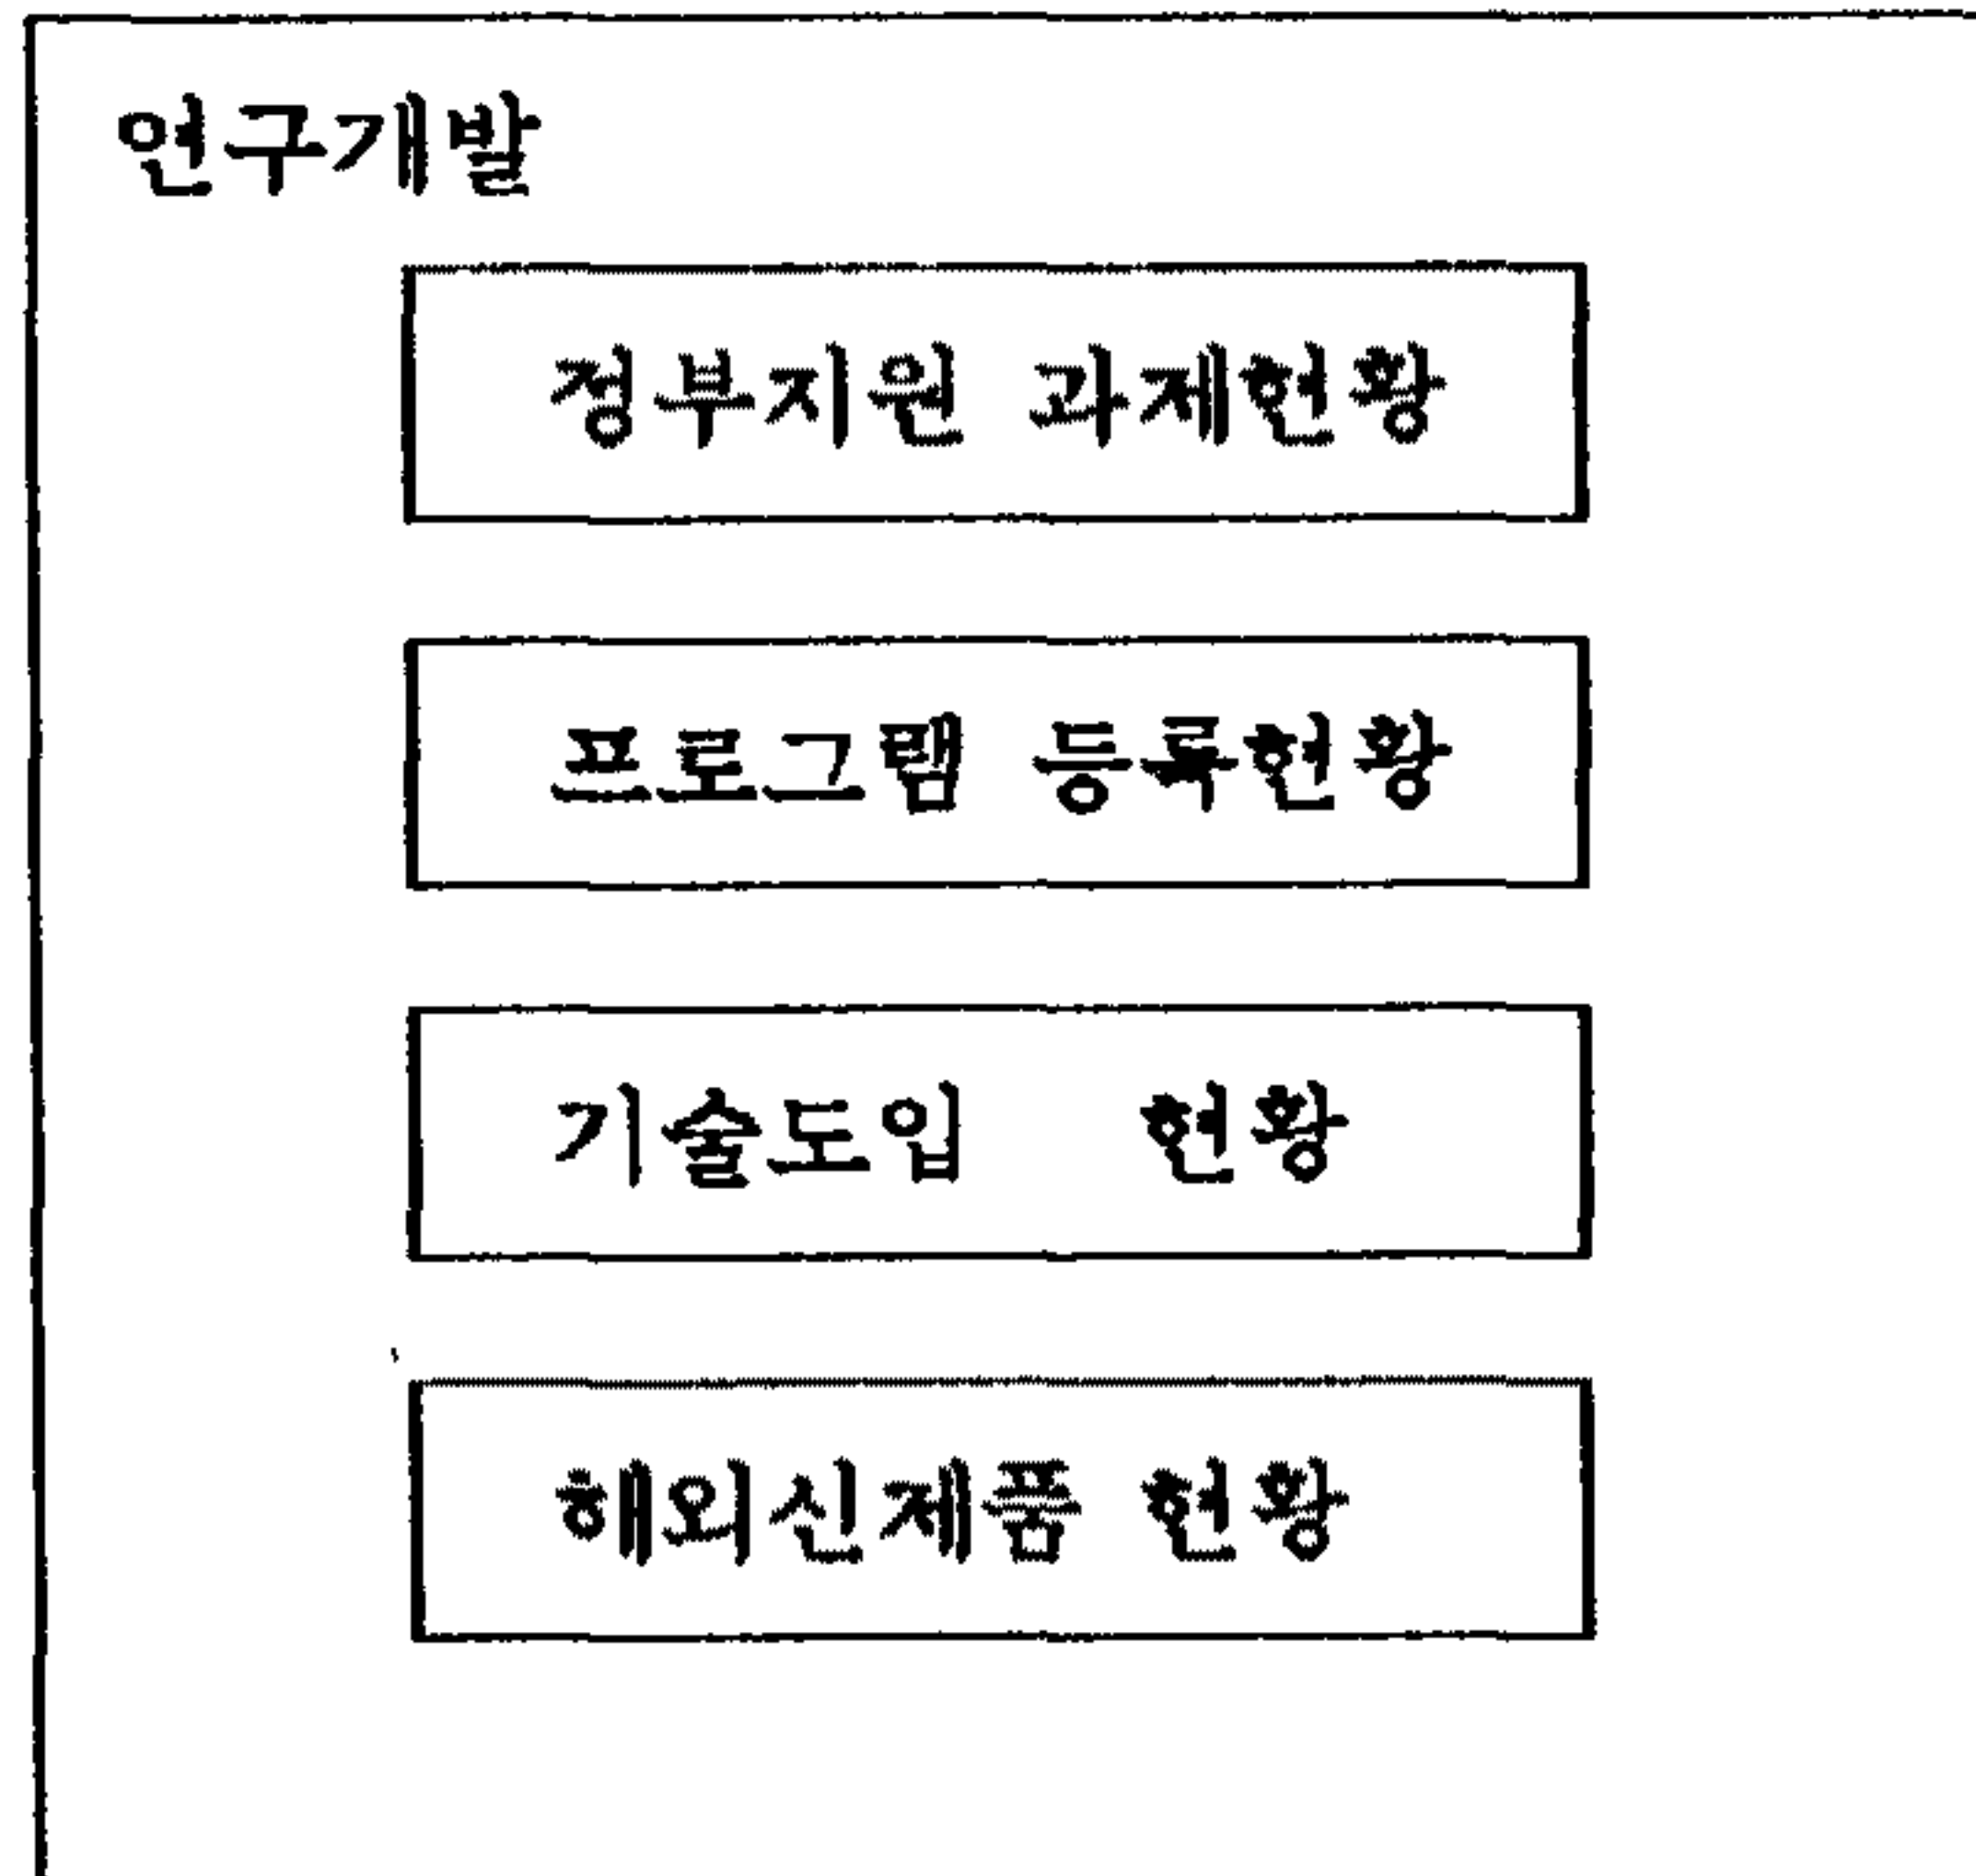 연구개발
정부지원 과제현황
프로그램 등록현황
기술도입 현황
해외신제품 현황